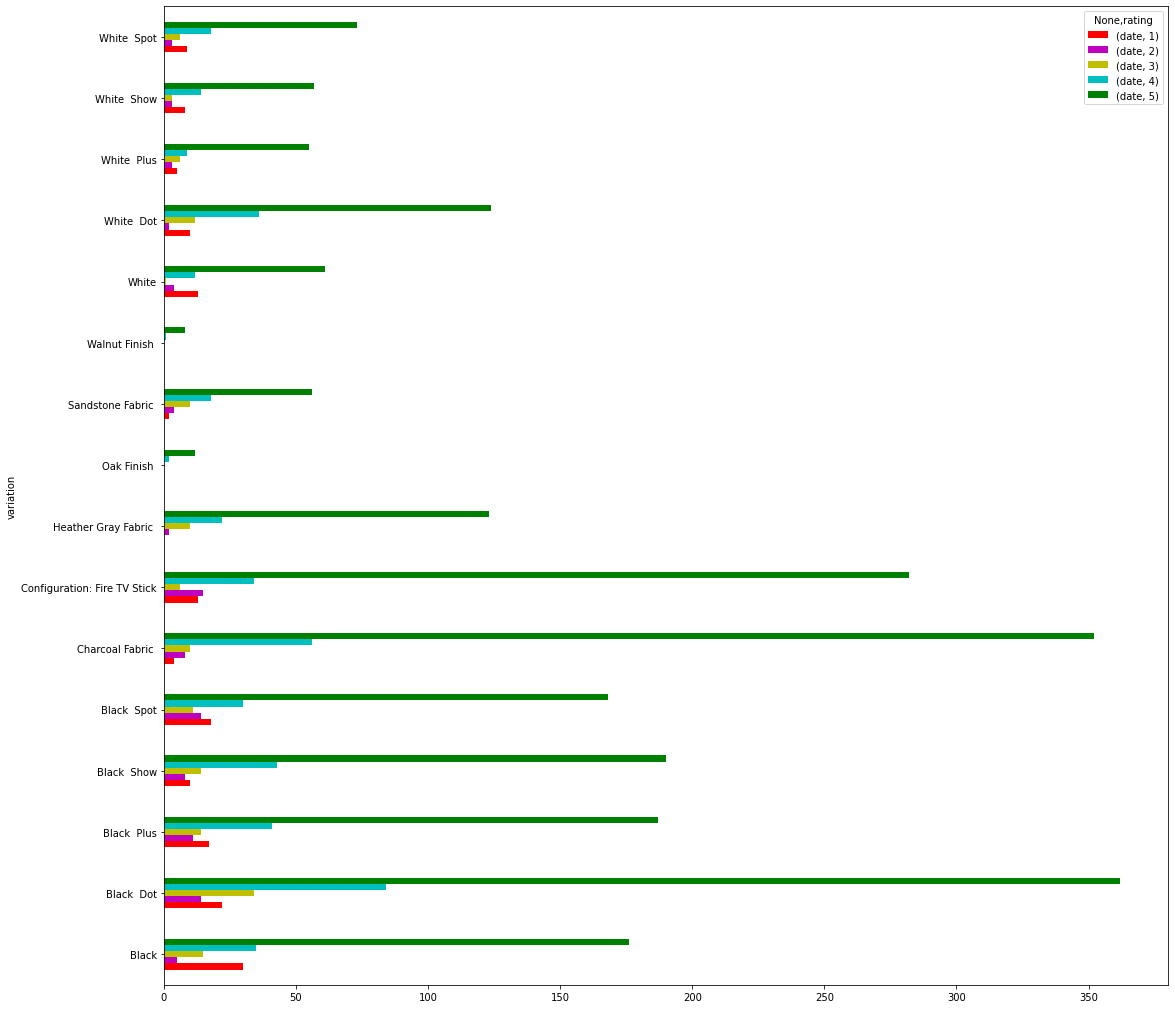 None,rating
(date, 1)
(date, 2)
(date, 3)
(date, 4)
(date, 5)
variation
White  Spot
White  Show
White  Plus
White  Dot
White
Walnut Finish
Sandstone Fabric
Oak Finish
Heather Gray Fabric
Configuration: Fire TV Stick
Charcoal Fabric
Black  Spot
Black  Show
Black  Plus
Black  Dot
Black
0 50 100 150 200 250 300 350